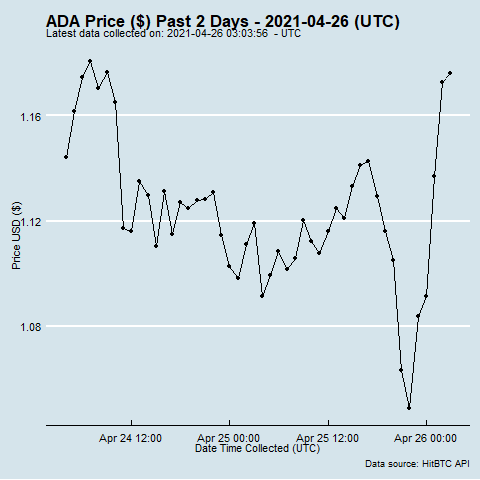 ADA Price ($) Past 2 Days - 2021-04-26 (UTC)
Latest data collected on: 2021-04-26 03:03:56 - UTC
Price USD ($)
1.16
1.12
1.08
Apr 24 12:00
Apr 25 00:00
Apr 25 12:00
Apr 26 00:00
Date Time Collected (UTC)
Data source: HitBTC API